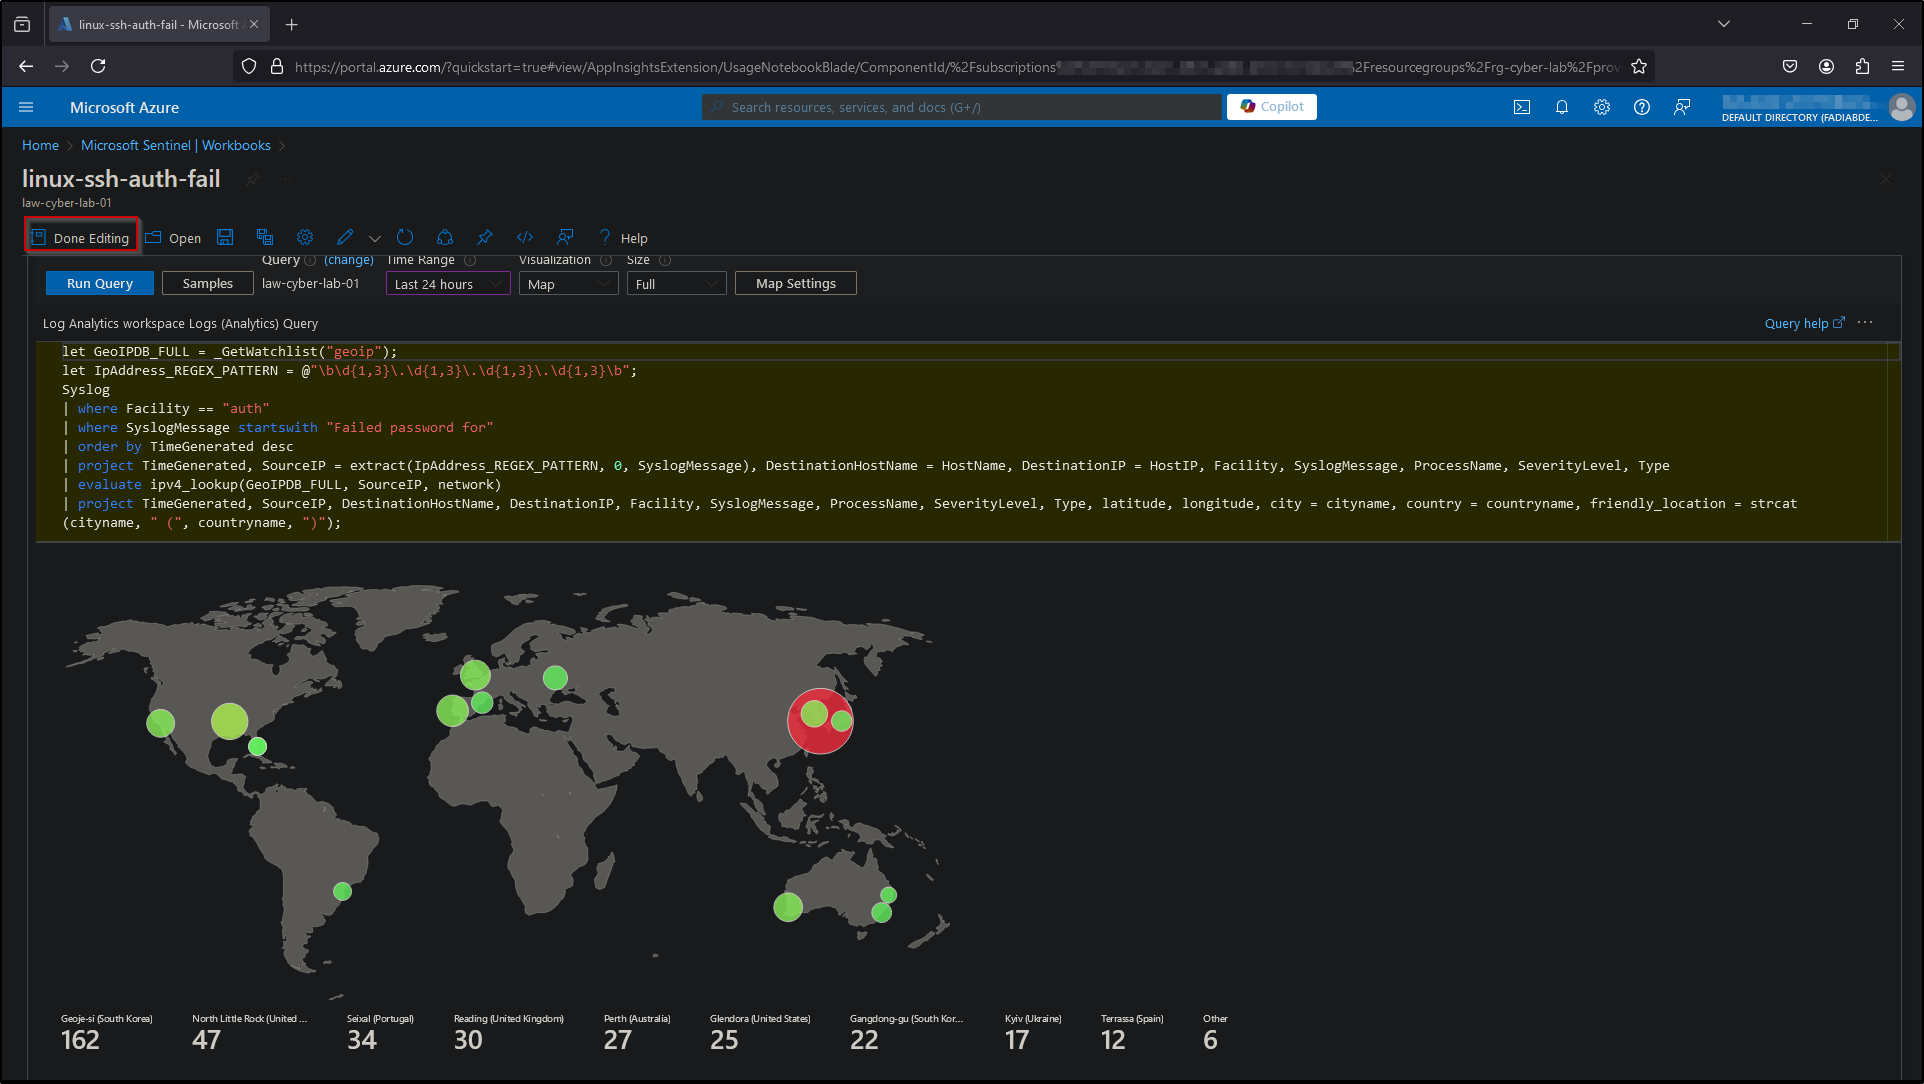 linux-ssh-auth-fail - Microsoft A
https://portal.azure.com/?quickstart=true#view/AppInsightsExtension/UsageNotebookBlade/ComponentId/%2Fsubscriptions
2Fresourcegroups%2Frg-cyber-lab%2Fprov
Microsoft Azure
Search resources, services, and docs (G+/)
Copilot
DEFAULT DIRECTORY (FADIABDE...
Home > Microsoft Sentinel | Workbooks >
linux-ssh-auth-fail
law-cyber-lab-01
Done Editing
Open
Help
Query (change) Time Range Visualization Size
Run Query Samples law-cyber-lab-01 Last 24 hours Map Full Map Settings
Log Analytics workspace Logs (Analytics) Query
Query help
let GeoIPDB_FULL = _GetWatchlist("geoip");
let IpAddress_REGEX_PATTERN = @"\b\d{1,3}\.\d{1,3}\.\d{1,3}\.\d{1,3}\b";
Syslog
| where Facility == "auth"
| where SyslogMessage startswith "Failed password for"
| order by TimeGenerated desc
| project TimeGenerated, SourceIP = extract(IpAddress_REGEX_PATTERN, 0, SyslogMessage), DestinationHostName = HostName, DestinationIP = HostIP, Facility, SyslogMessage, ProcessName, SeverityLevel, Type
| evaluate ipv4_lookup(GeoIPDB_FULL, SourceIP, network)
| project TimeGenerated, SourceIP, DestinationHostName, DestinationIP, Facility, SyslogMessage, ProcessName, SeverityLevel, Type, latitude, longitude, city = cityname, country = countryname, friendly_location = strcat
(cityname, " (", countryname, ")");
Geoje-si (South Korea) North Little Rock (United ... Seixal (Portugal) Reading (United Kingdom) Perth (Australia) Glendora (United States) Gangdong-gu (South Kor... Kyiv (Ukraine) Terrassa (Spain) Other
162 47 34 30 27 25 22 17 12 6